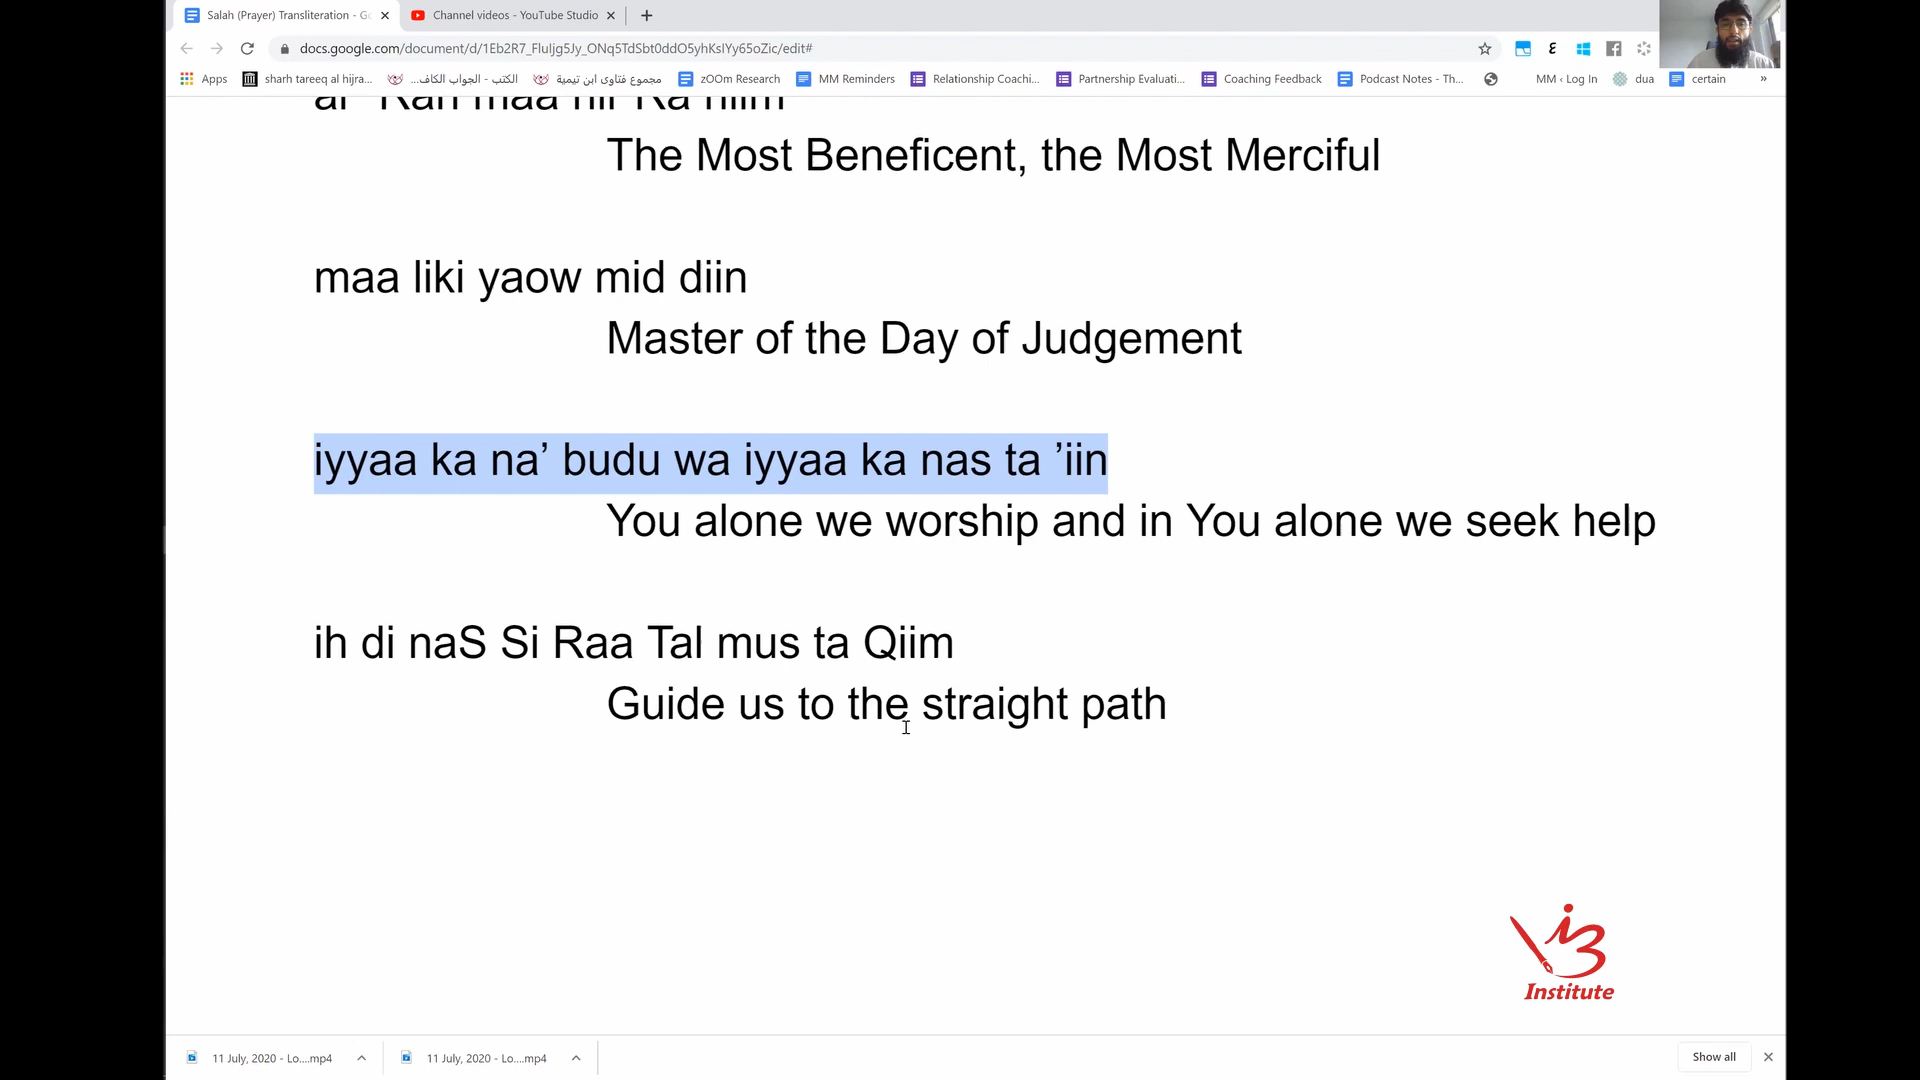 Salah (Prayer) Transliteration - Go
Channel videos - YouTube Studio
docs.google.com/document/d/1Eb2R7_FluIjg5Jy_ONq5TdSbt0ddO5yhKsIYy65oZic/edit#
Apps
sharh tareeq al hijra...
الكتب - الجواب الكاف...
مجموع فتاوى ابن تيمية
zOOm Research
MM Reminders
Relationship Coachi...
Partnership Evaluati...
Coaching Feedback
Podcast Notes - Th...
MM ‹ Log In
dua
certain
»
The Most Beneficent, the Most Merciful
maa liki yaow mid diin
Master of the Day of Judgement
iyyaa ka na’ budu wa iyyaa ka nas ta ’iin
You alone we worship and in You alone we seek help
ih di naS Si Raa Tal mus ta Qiim
Guide us to the straight path
Institute
11 July, 2020 - Lo....mp4
11 July, 2020 - Lo....mp4
Show all